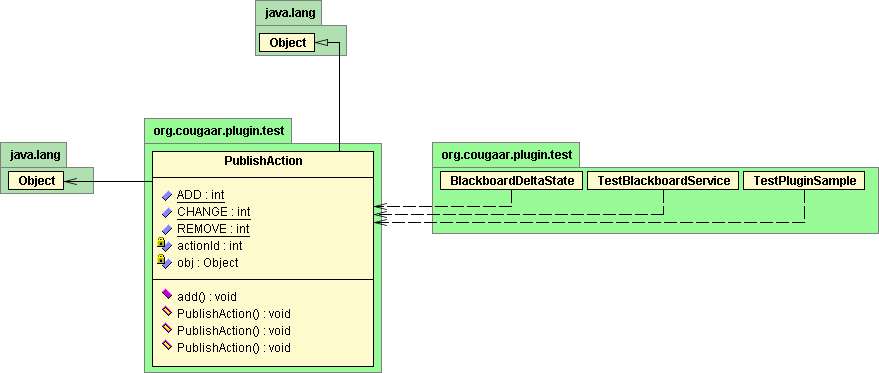 java.lang
Object
org.cougaar.plugin.test
java.lang
Object
PublishAction
ADD : int
CHANGE : int
REMOVE : int
actionId : int
obj : Object
add() : void
PublishAction() : void
PublishAction() : void
PublishAction() : void
org.cougaar.plugin.test
BlackboardDeltaState
TestBlackboardService
TestPluginSample